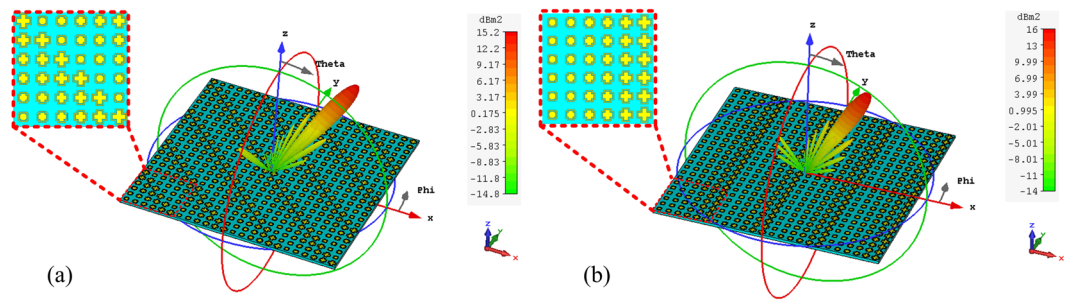 dBm2
15.2
12.2
9.17
6.17
3.17
0.175
-2.83
-5.83
-8.83
-11.8
-14.8
z
Theta
Y
Phi
x
z
Y
x
(a)
dBm2
16
13
9.99
6.99
3.99
0.995
-2.01
-5.01
-8.01
-11
-14
z
Theta
Y
Phi
x
z
Y
x
(b)